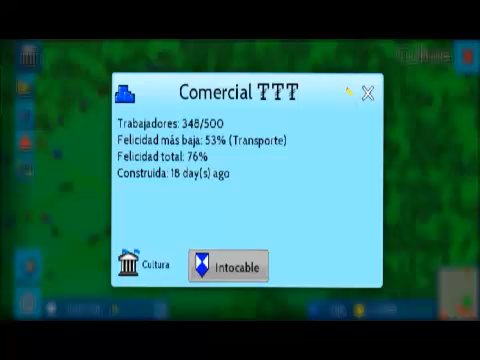 Comercial TTT
Trabajadores: 348/500
Felicidad más baja: 53% (Transporte)
Felicidad total: 76%
Construida: 18 day(s) ago
Cultura
Intocable